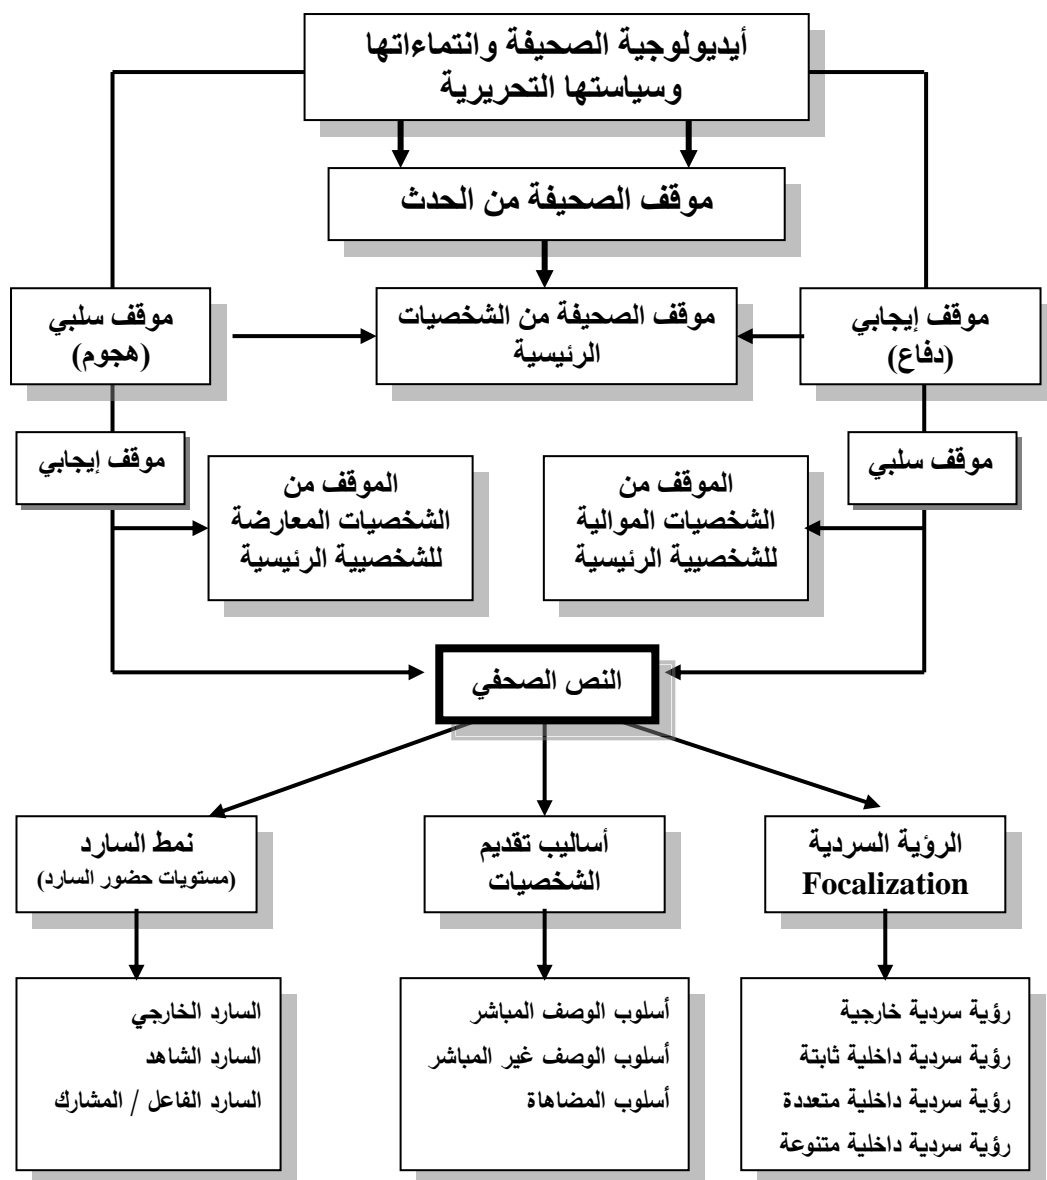 أيديولوجية الصحيفة وانتماءاتها
وسياستها التحريرية
موقف الصحيفة من الحدث
موقف إيجابي
(دفاع)
موقف الصحيفة من الشخصيات
الرئيسية
موقف سلبي
(هجوم)
موقف سلبي
موقف إيجابي
الموقف من
الشخصيات الموالية
للشخصيية الرئيسية
الموقف من
الشخصيات المعارضة
للشخصيية الرئيسية
النص الصحفي
الرؤية السردية
Focalization
أساليب تقديم
الشخصيات
نمط السارد
(مستويات حضور السارد)
رؤية سردية خارجية
رؤية سردية داخلية ثابتة
رؤية سردية داخلية متعددة
رؤية سردية داخلية متنوعة
أسلوب الوصف المباشر
أسلوب الوصف غير المباشر
أسلوب المضاهاة
السارد الخارجي
السارد الشاهد
السارد الفاعل / المشارك